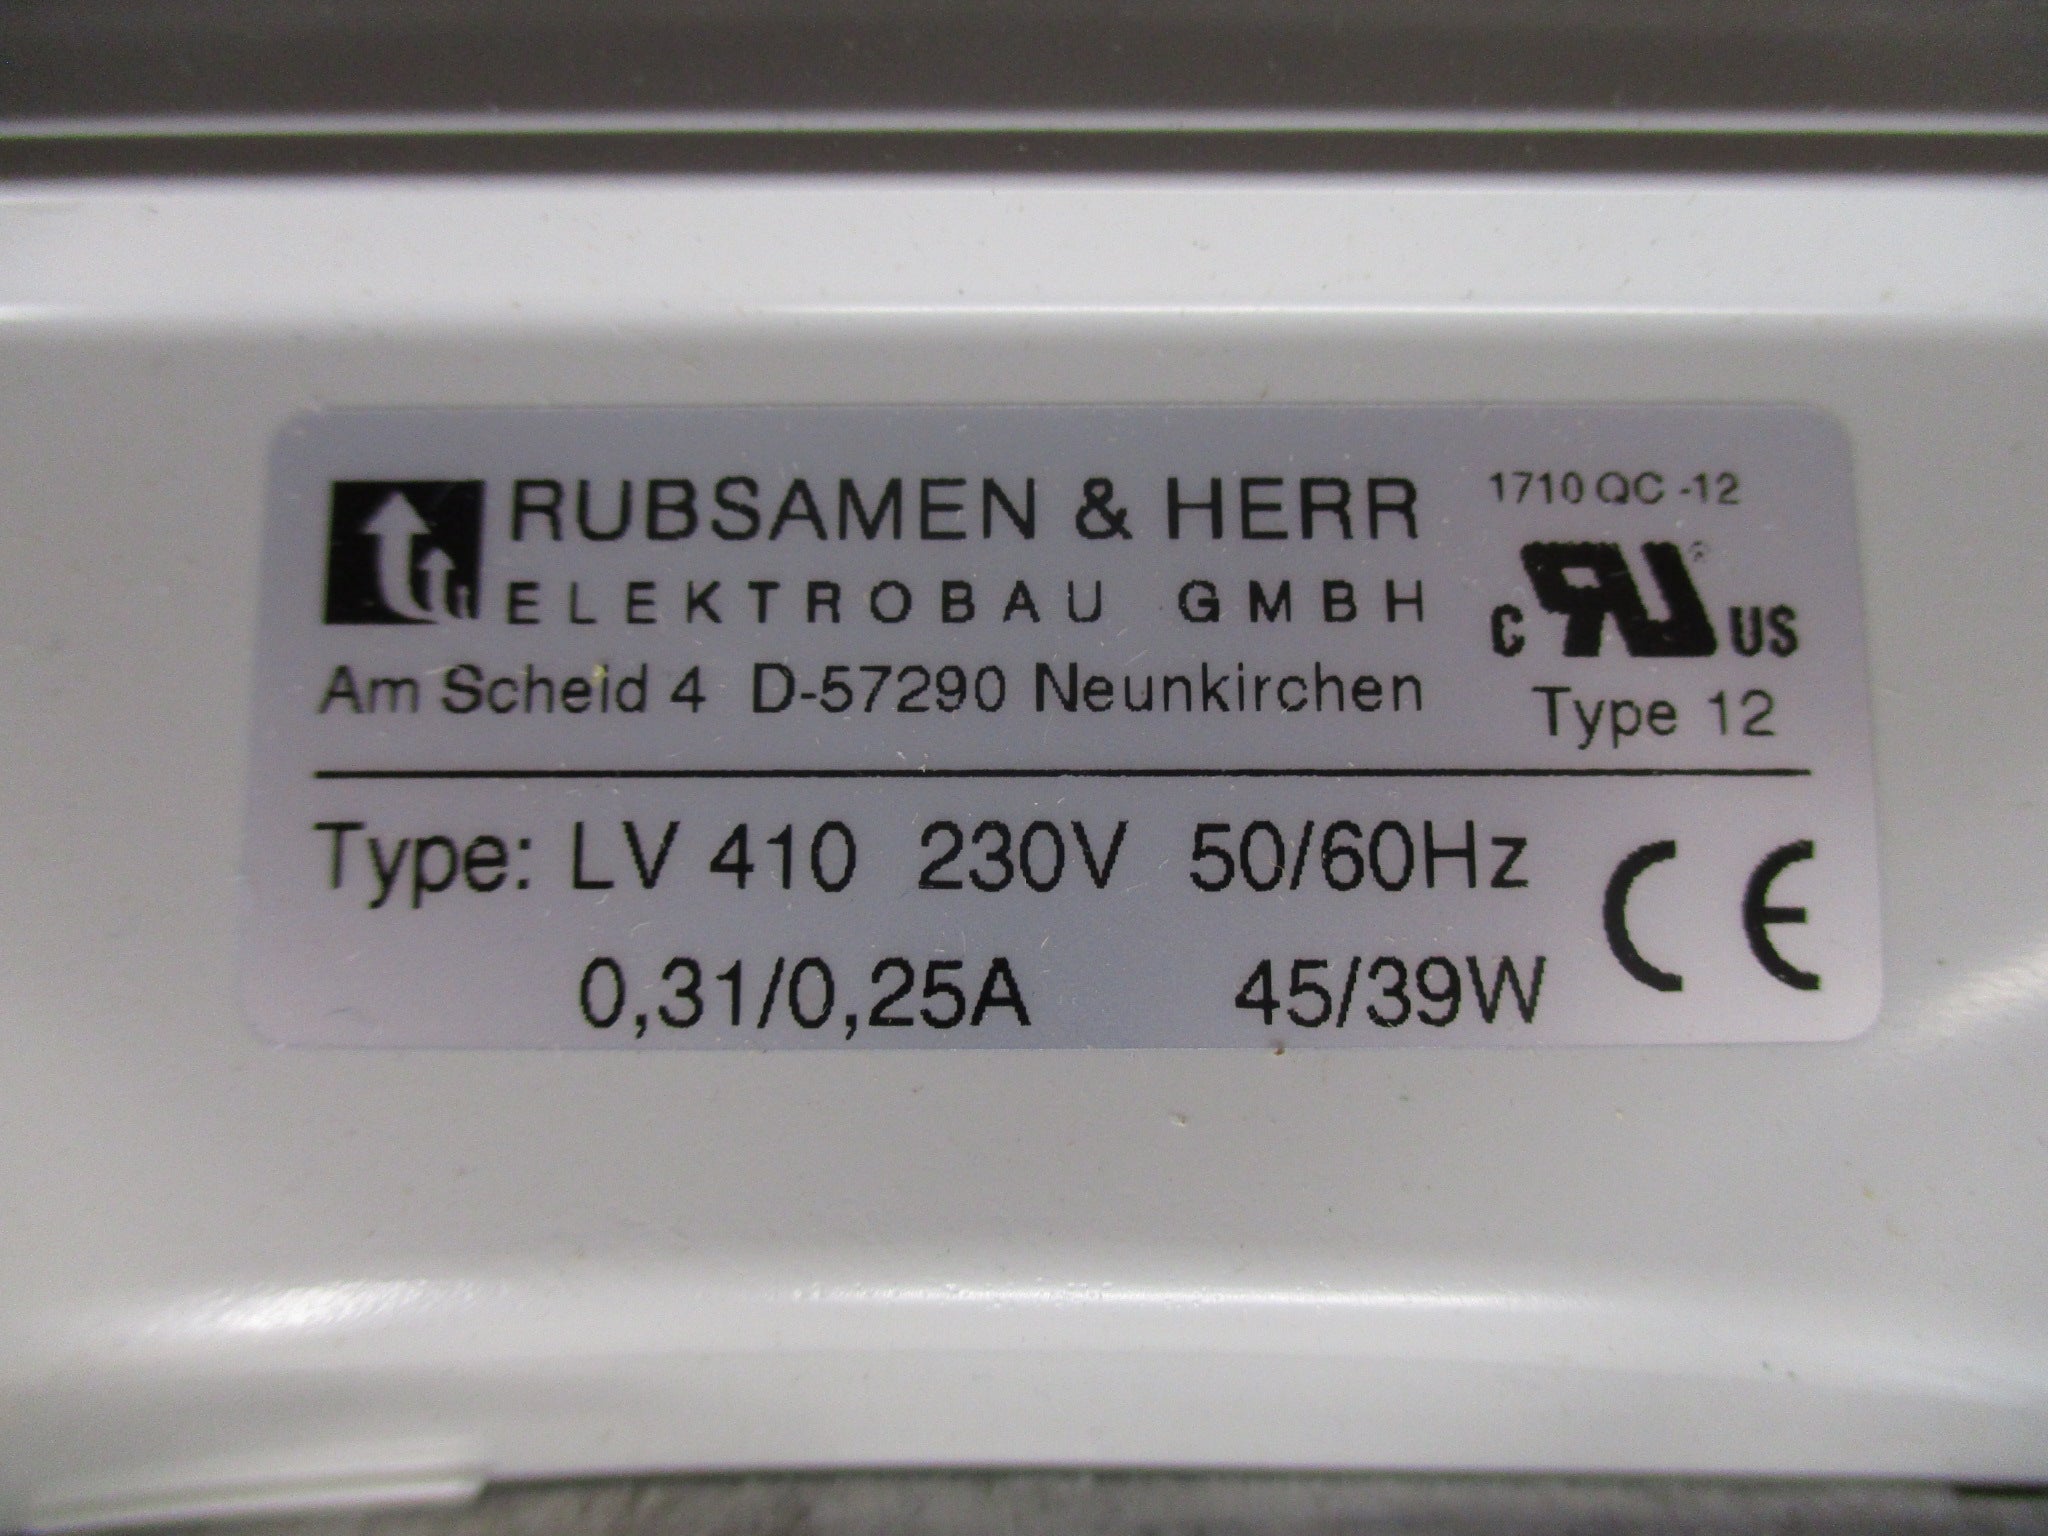 RUBSAMEN & HERR
ELEKTROBAU GMBH
Am Scheid 4 D-57290 Neunkirchen
1710 QC -12
c RU ® US
Type 12
Type: LV 410 230V 50/60Hz
0,31/0,25A 45/39W
CE